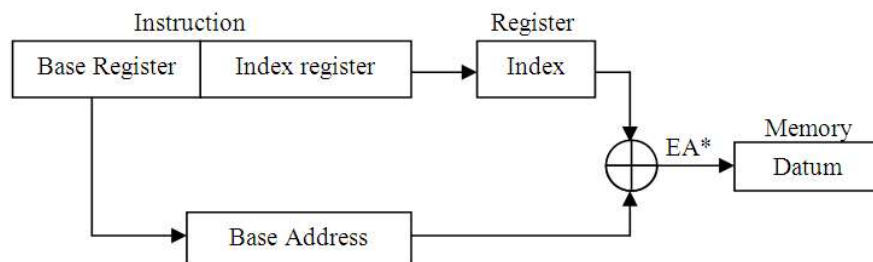 Instruction
Register
Base Register
Index register
Index
EA*
Memory
Datum
Base Address